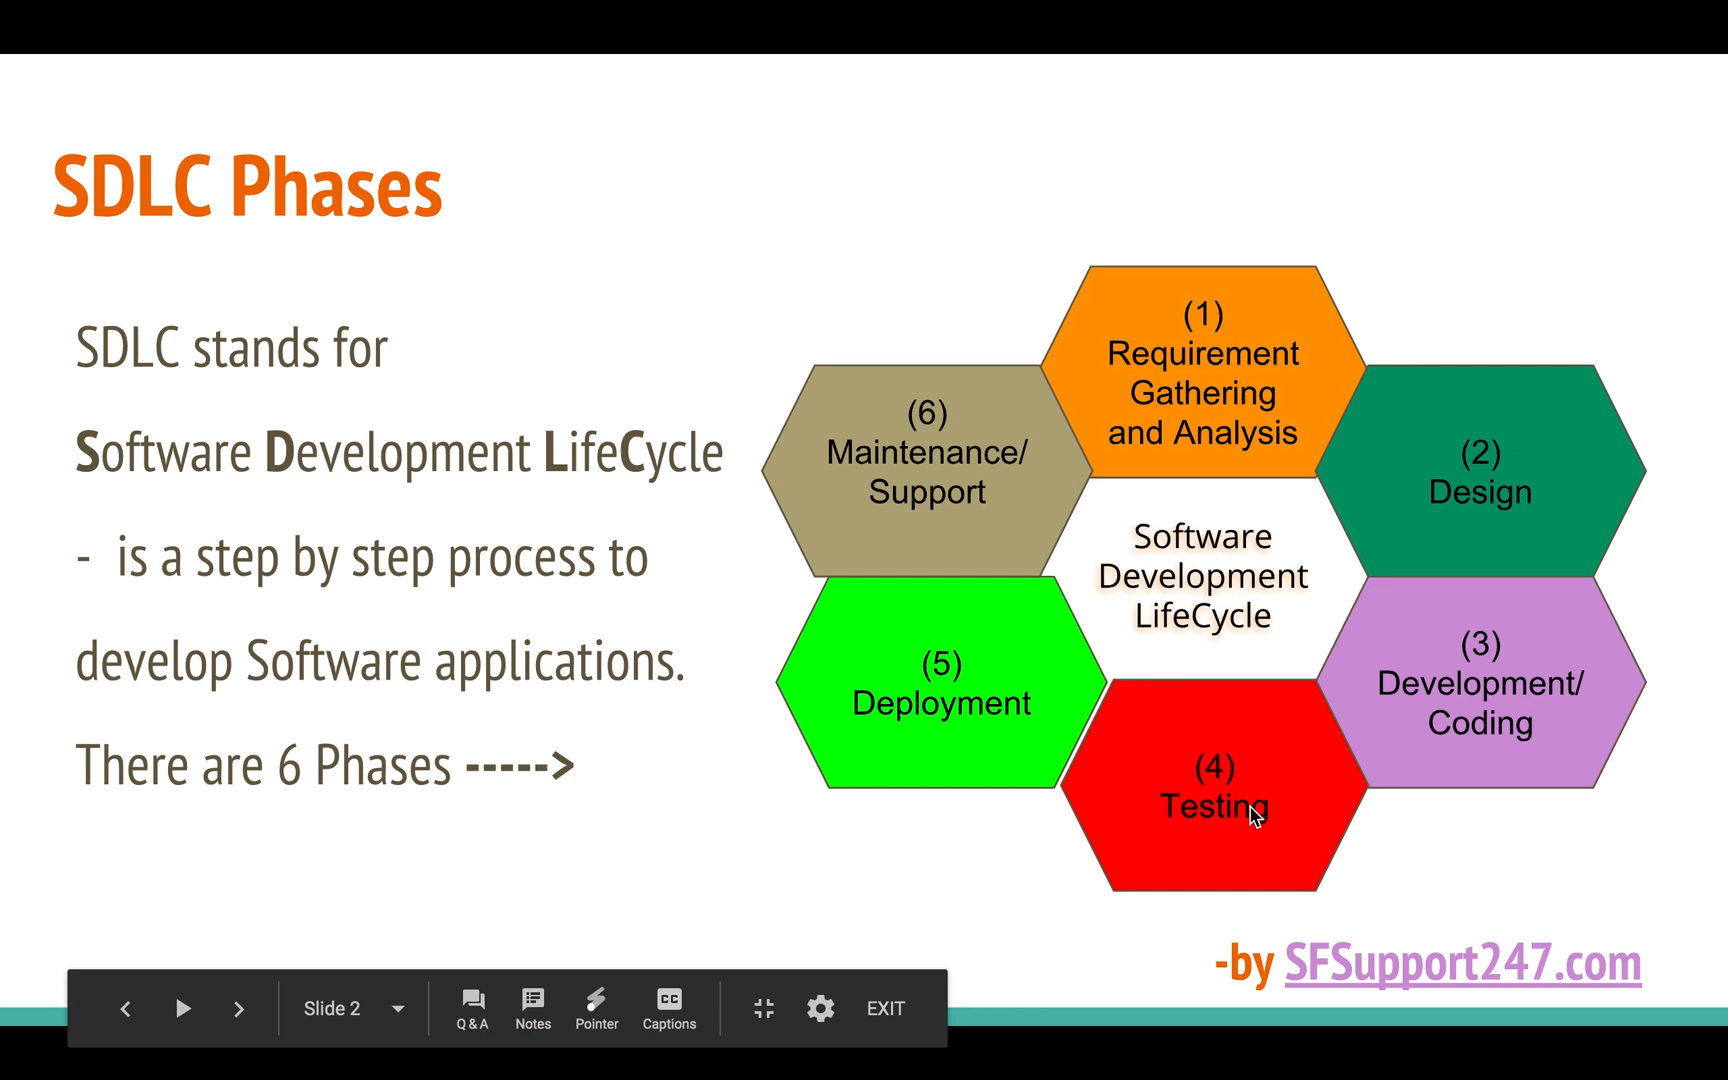 SDLC Phases
SDLC stands for
Software Development LifeCycle
- is a step by step process to
develop Software applications.
There are 6 Phases ----->
(1)
Requirement
Gathering
and Analysis
(2)
Design
(3)
Development/
Coding
(4)
Testing
(5)
Deployment
(6)
Maintenance/
Support
Software
Development
LifeCycle
-by SFSupport247.com
Slide 2
Q & A
Notes
Pointer
CC
Captions
EXIT